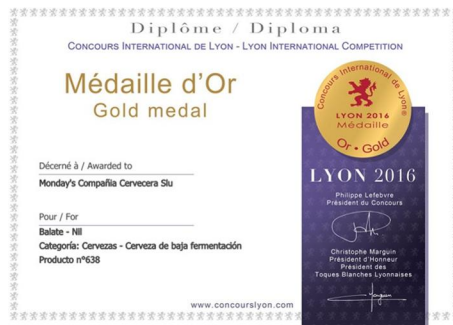 Diplôme / Diploma
Concours International de Lyon - Lyon International Competition
Médaille d'Or
Gold medal
Concours International de Lyon®
LYON 2016
Médaille
Or • Gold
LYON 2016
Philippe Lefebvre
Président du Concours
Christophe Marguin
Président d'Honneur
Président des
Toques Blanches Lyonnaises
Décerné à / Awarded to
Monday's Compañia Cervecera Slu
Pour / For
Balate - Nil
Categoría: Cervezas - Cerveza de baja fermentación
Producto nº638
www.concourslyon.com